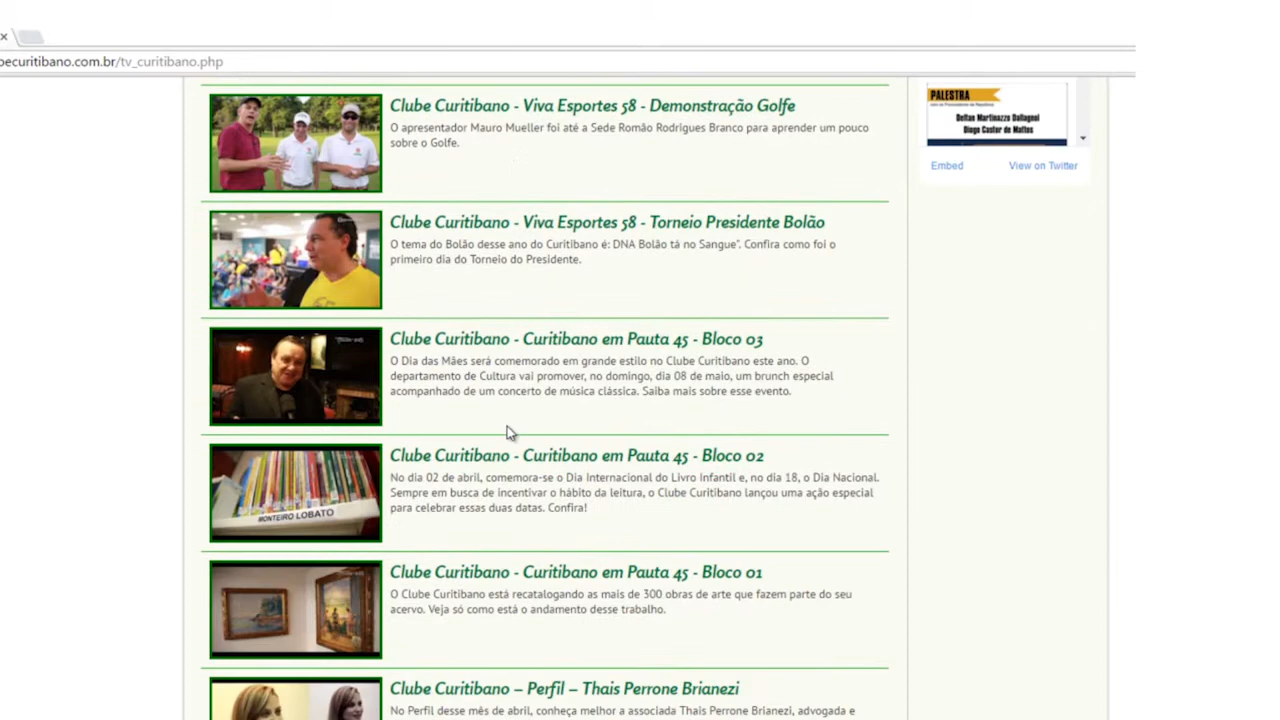 becuritibano.com.br/tv_curitibano.php
Clube Curitibano - Viva Esportes 58 - Demonstração Golfe
O apresentador Mauro Mueller foi até a Sede Romão Rodrigues Branco para aprender um pouco
sobre o Golfe.
PALESTRA
Deltan Martinazzo Dallagnol
Diogo Castor de Mattos
Embed
View on Twitter
Clube Curitibano - Viva Esportes 58 - Torneio Presidente Bolão
O tema do Bolão desse ano do Curitibano é: DNA Bolão tá no Sangue". Confira como foi o
primeiro dia do Torneio do Presidente.
Clube Curitibano - Curitibano em Pauta 45 - Bloco 03
O Dia das Mães será comemorado em grande estilo no Clube Curitibano este ano. O
departamento de Cultura vai promover, no domingo, dia 08 de maio, um brunch especial
acompanhado de um concerto de música clássica. Saiba mais sobre esse evento.
Clube Curitibano - Curitibano em Pauta 45 - Bloco 02
No dia 02 de abril, comemora-se o Dia Internacional do Livro Infantil e, no dia 18, o Dia Nacional.
Sempre em busca de incentivar o hábito da leitura, o Clube Curitibano lançou uma ação especial
para celebrar essas duas datas. Confira!
MONTEIRO LOBATO
Clube Curitibano - Curitibano em Pauta 45 - Bloco 01
O Clube Curitibano está recatalogando as mais de 300 obras de arte que fazem parte do seu
acervo. Veja só como está o andamento desse trabalho.
Clube Curitibano – Perfil – Thais Perrone Brianezi
No Perfil desse mês de abril, conheça melhor a associada Thais Perrone Brianezi, advogada e